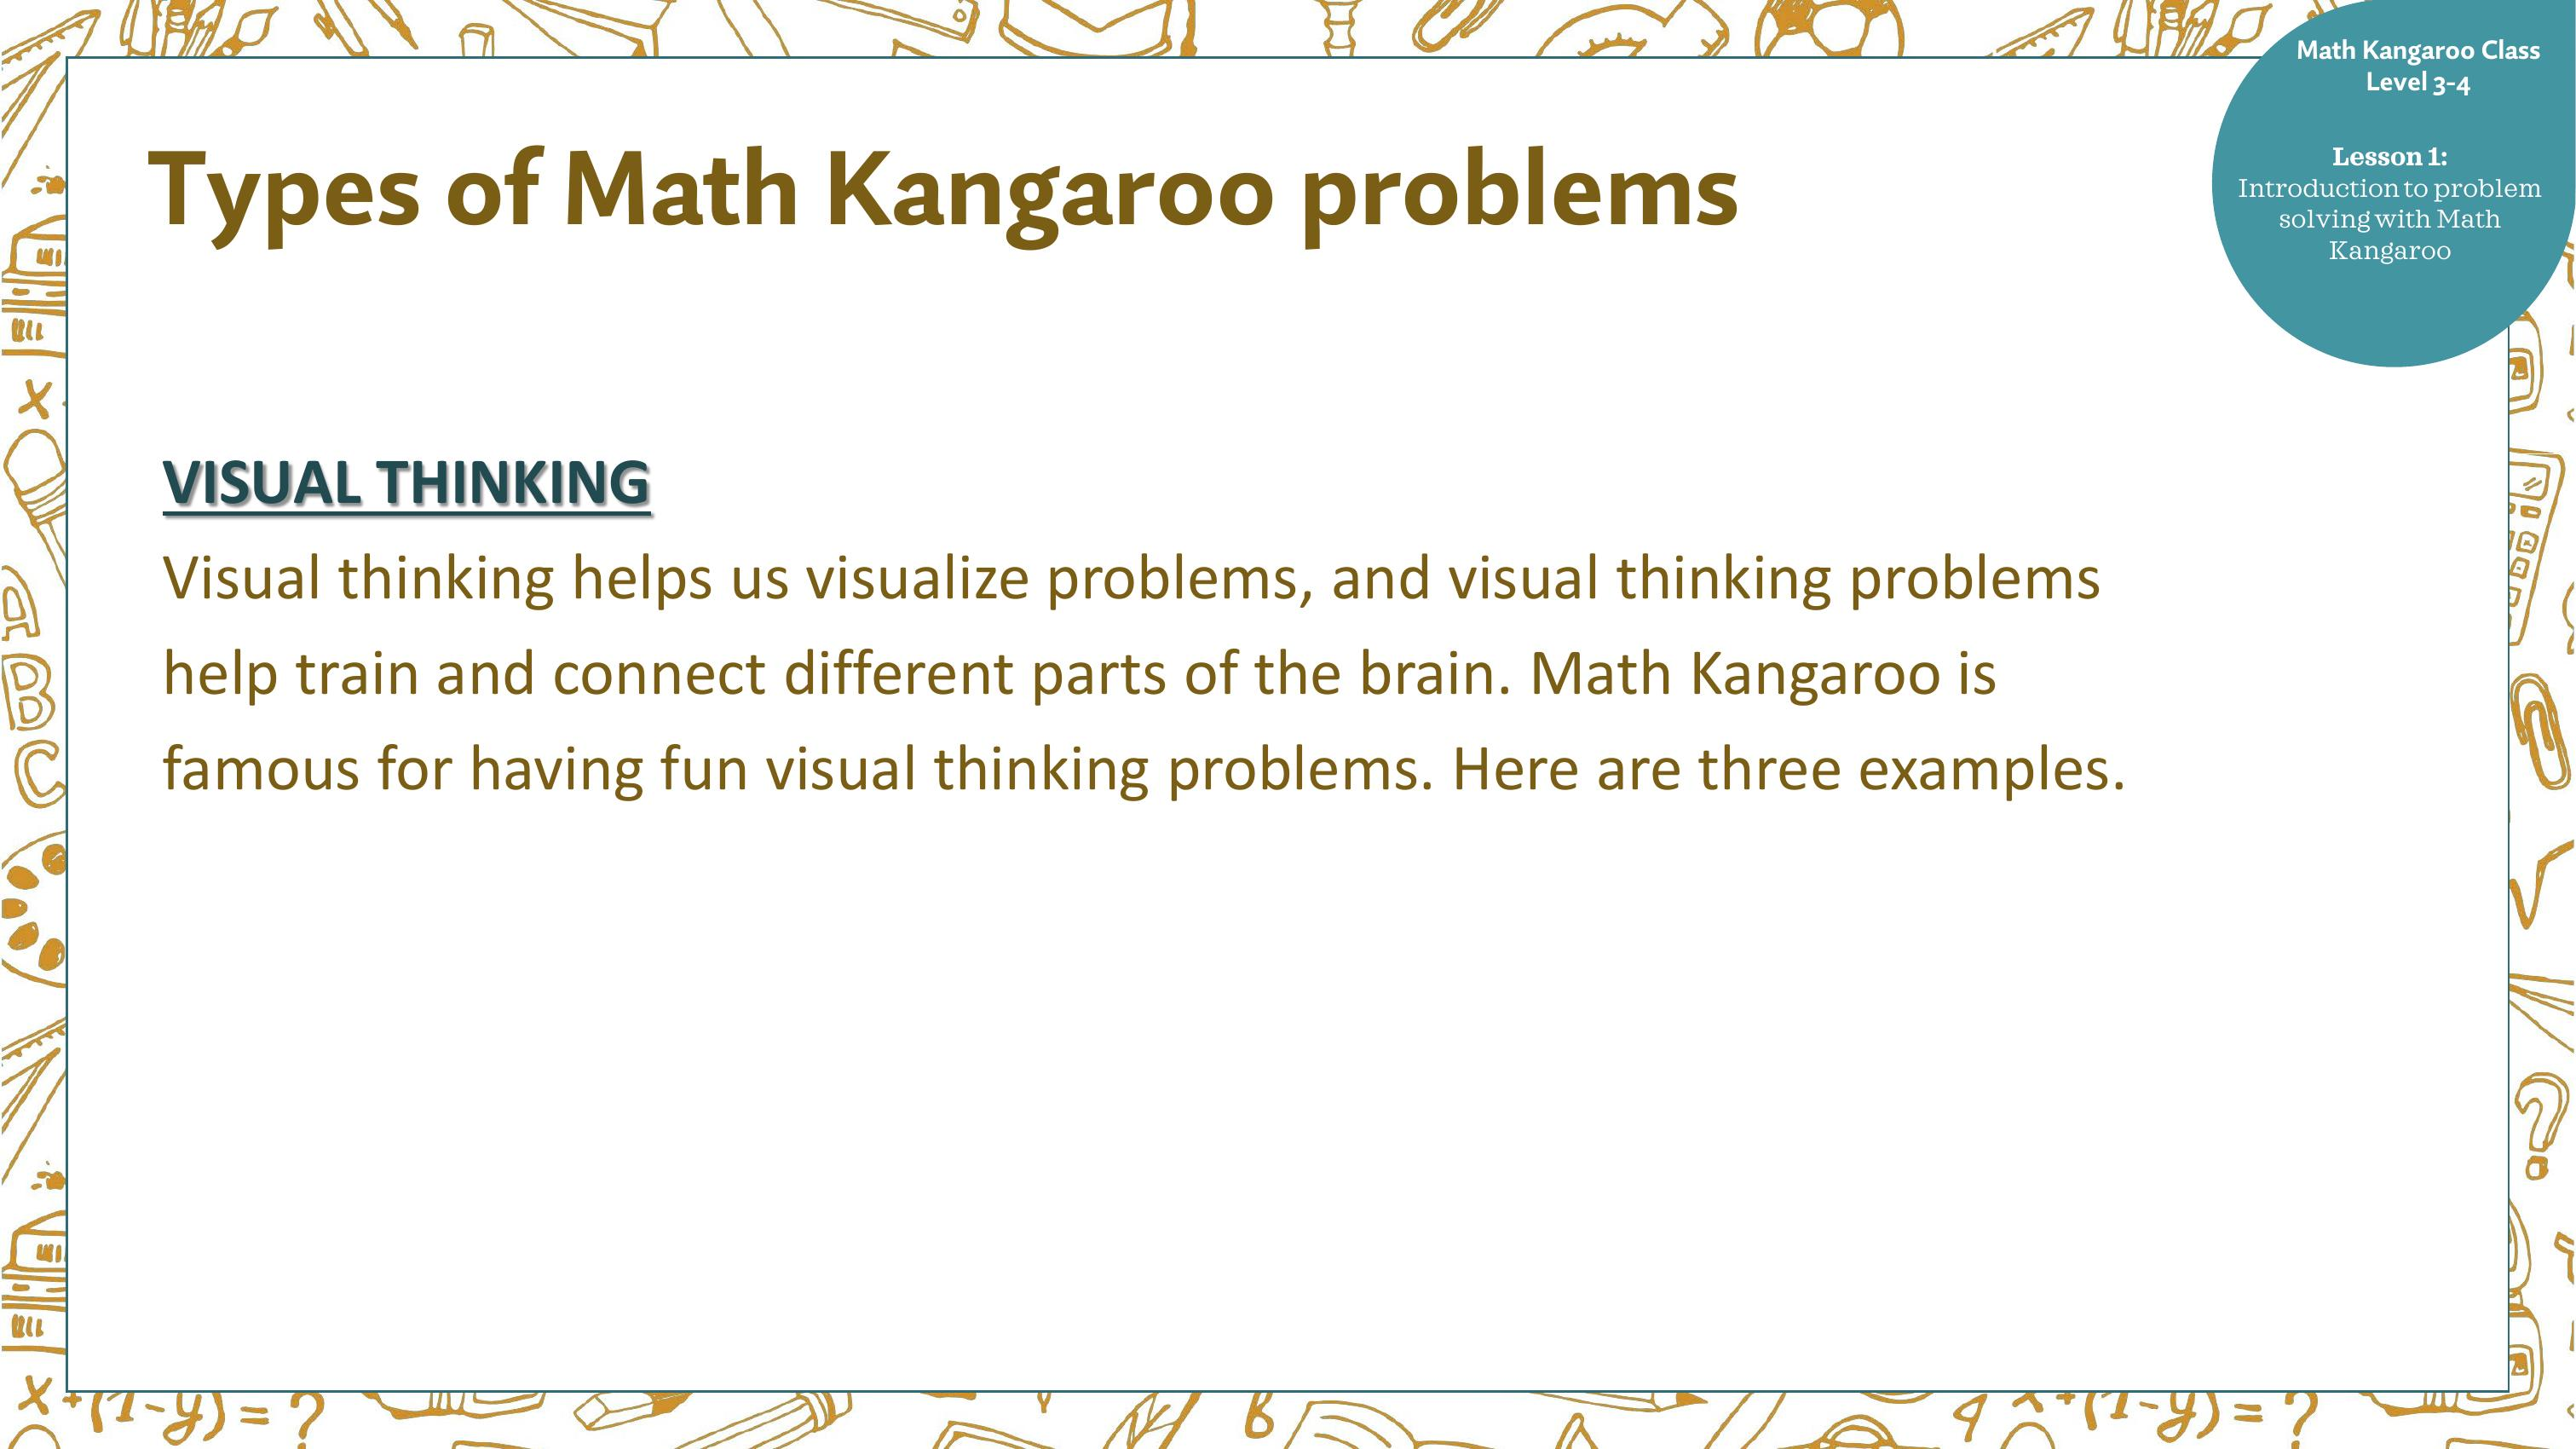 Math Kangaroo Class
Level 3-4
Lesson 1:
Introduction to problem
solving with Math
Kangaroo
Types of Math Kangaroo problems
VISUAL THINKING
Visual thinking helps us visualize problems, and visual thinking problems
help train and connect different parts of the brain. Math Kangaroo is
famous for having fun visual thinking problems. Here are three examples.
x
A
B
C
?
x+(1-y)=?
B
x+(1-y)=?